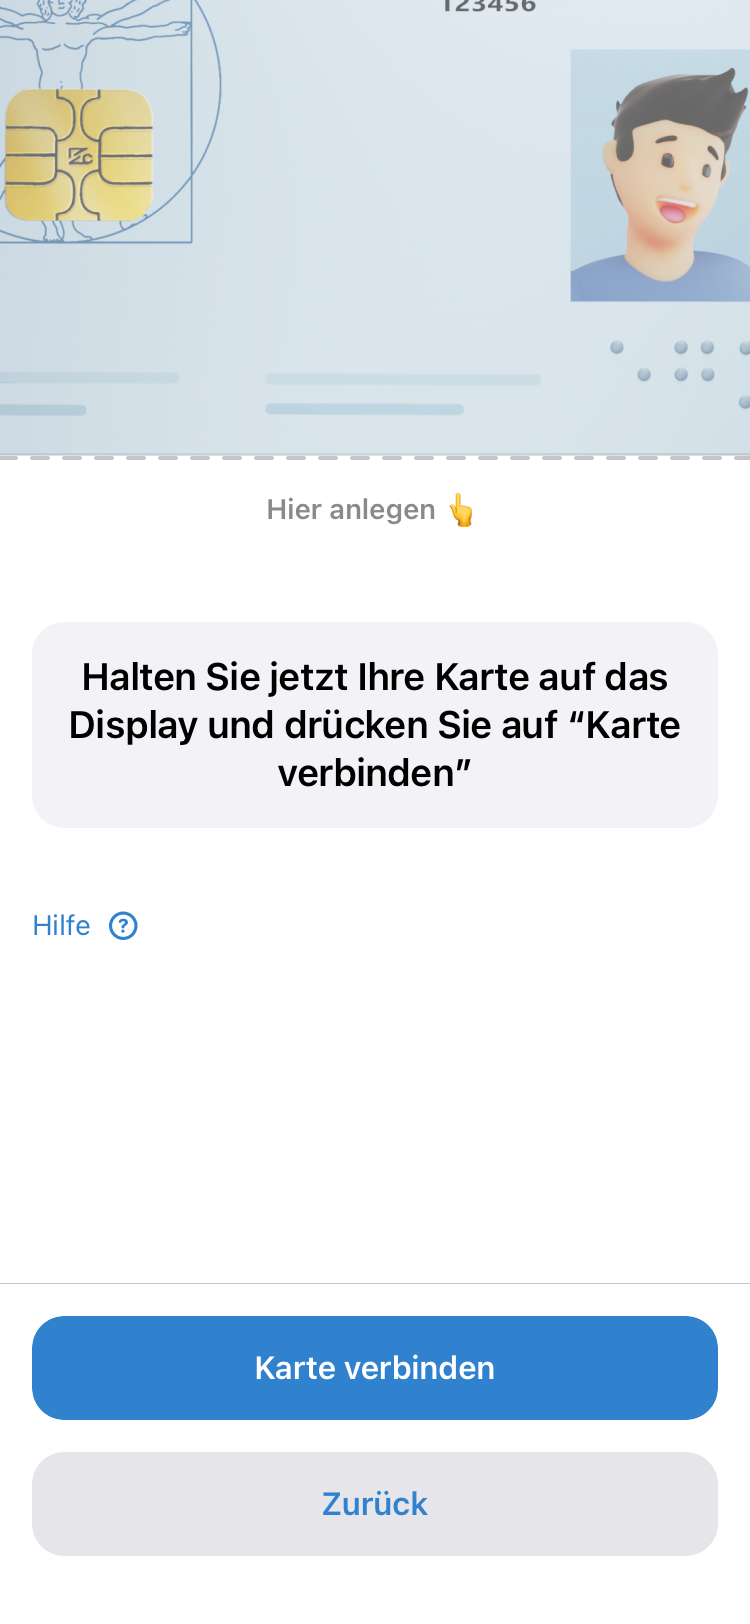 123456
Hier anlegen 👆
Halten Sie jetzt Ihre Karte auf das
Display und drücken Sie auf “Karte
verbinden”
Hilfe ?
Karte verbinden
Zurück